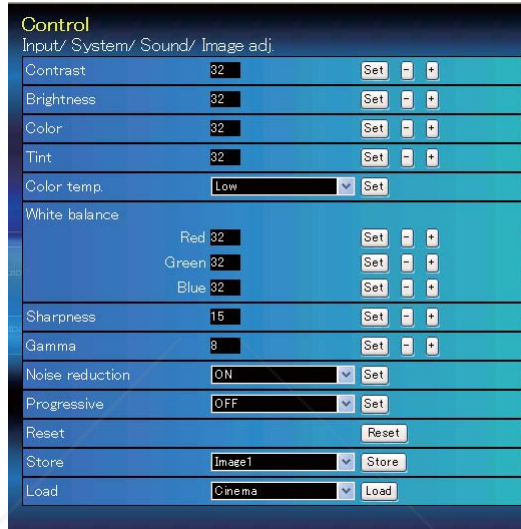 Control
Input/ System/ Sound/ Image adj.
Contrast 32 Set - +
Brightness 32 Set - +
Color 32 Set - +
Tint 32 Set - +
Color temp. Low Set
White balance
Red 32 Set - +
Green 32 Set - +
Blue 32 Set - +
Sharpness 15 Set - +
Gamma 8 Set - +
Noise reduction ON Set
Progressive OFF Set
Reset Reset
Store Image1 Store
Load Cinema Load